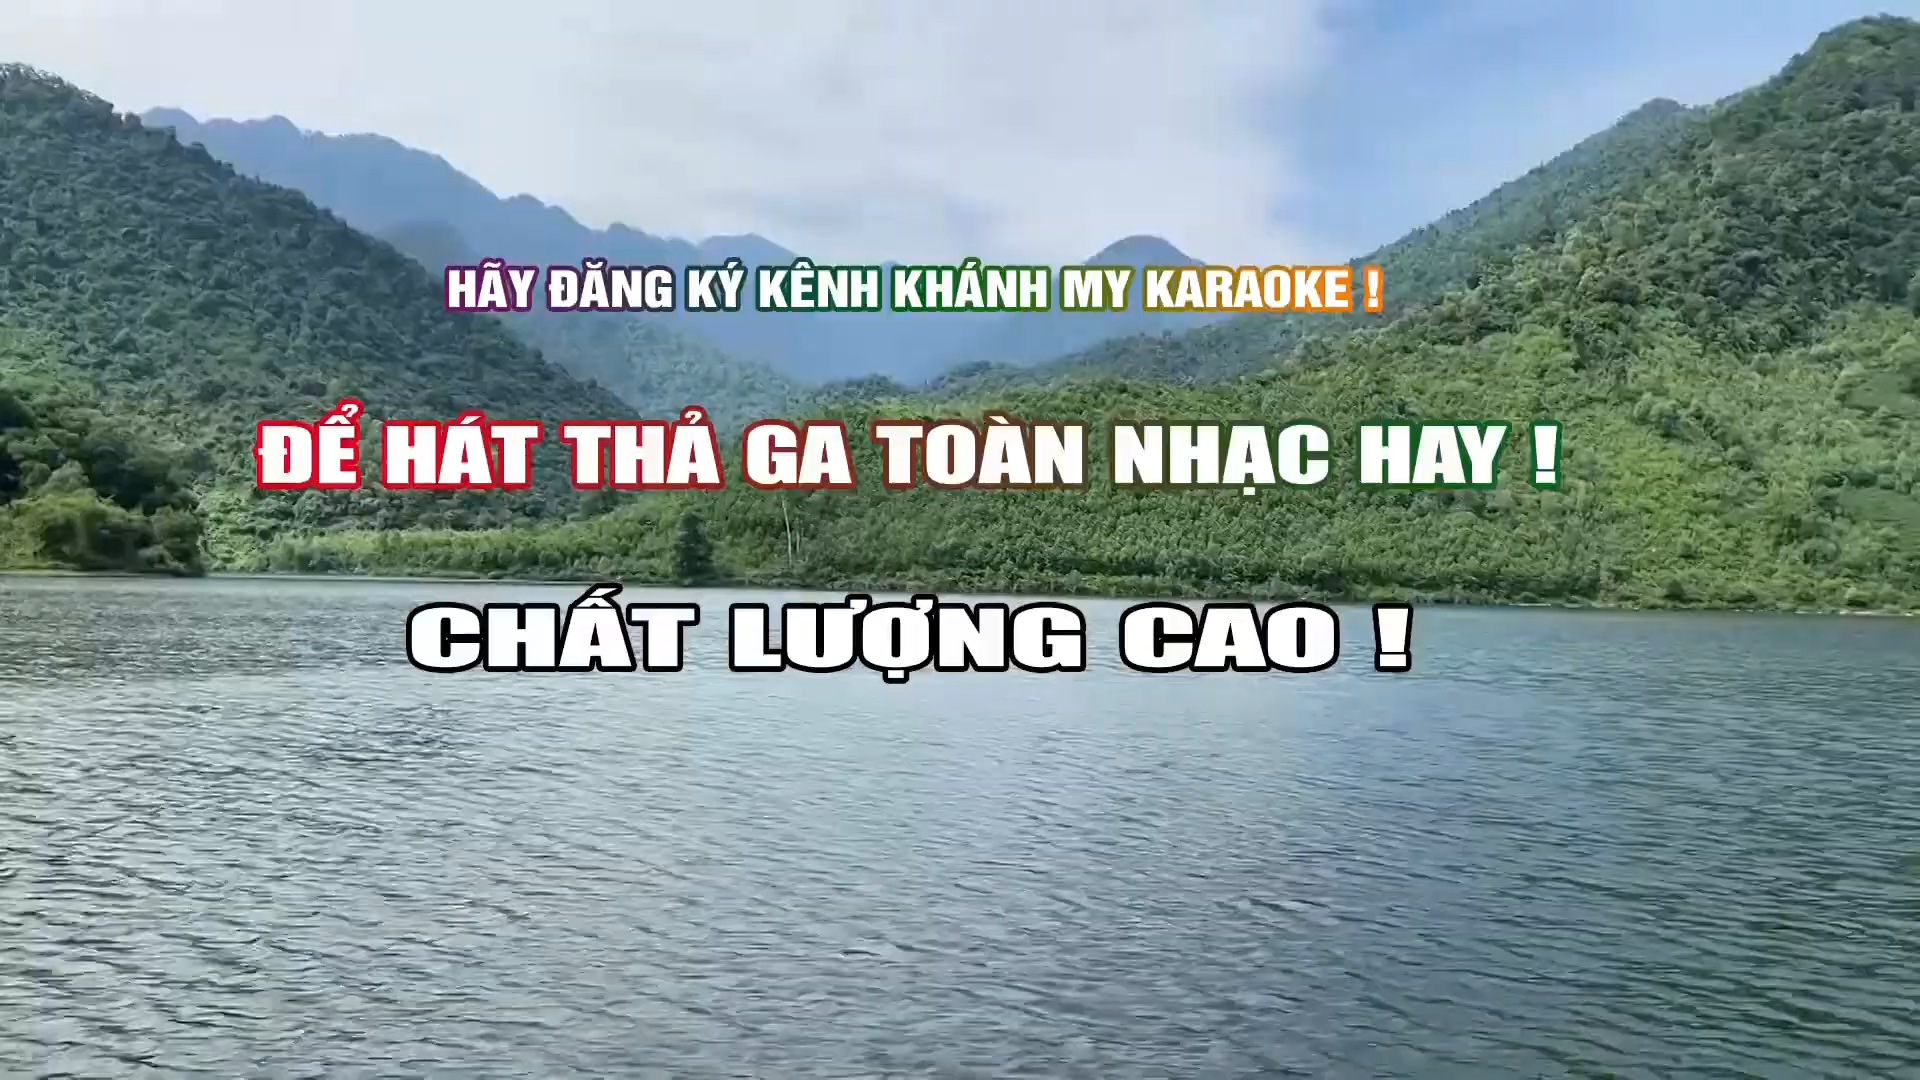 HÃY ĐĂNG KÝ KÊNH KHÁNH MY KARAOKE !
ĐỂ HÁT THẢ GA TOÀN NHẠC HAY !
CHẤT LƯỢNG CAO !